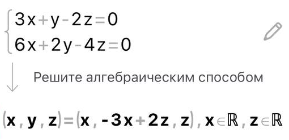 3x+y-2z=0
6x+2y-4z=0
Решите алгебраическим способом
(x, y, z)=(x, -3x+2z, z), x∈ℝ, z∈ℝ